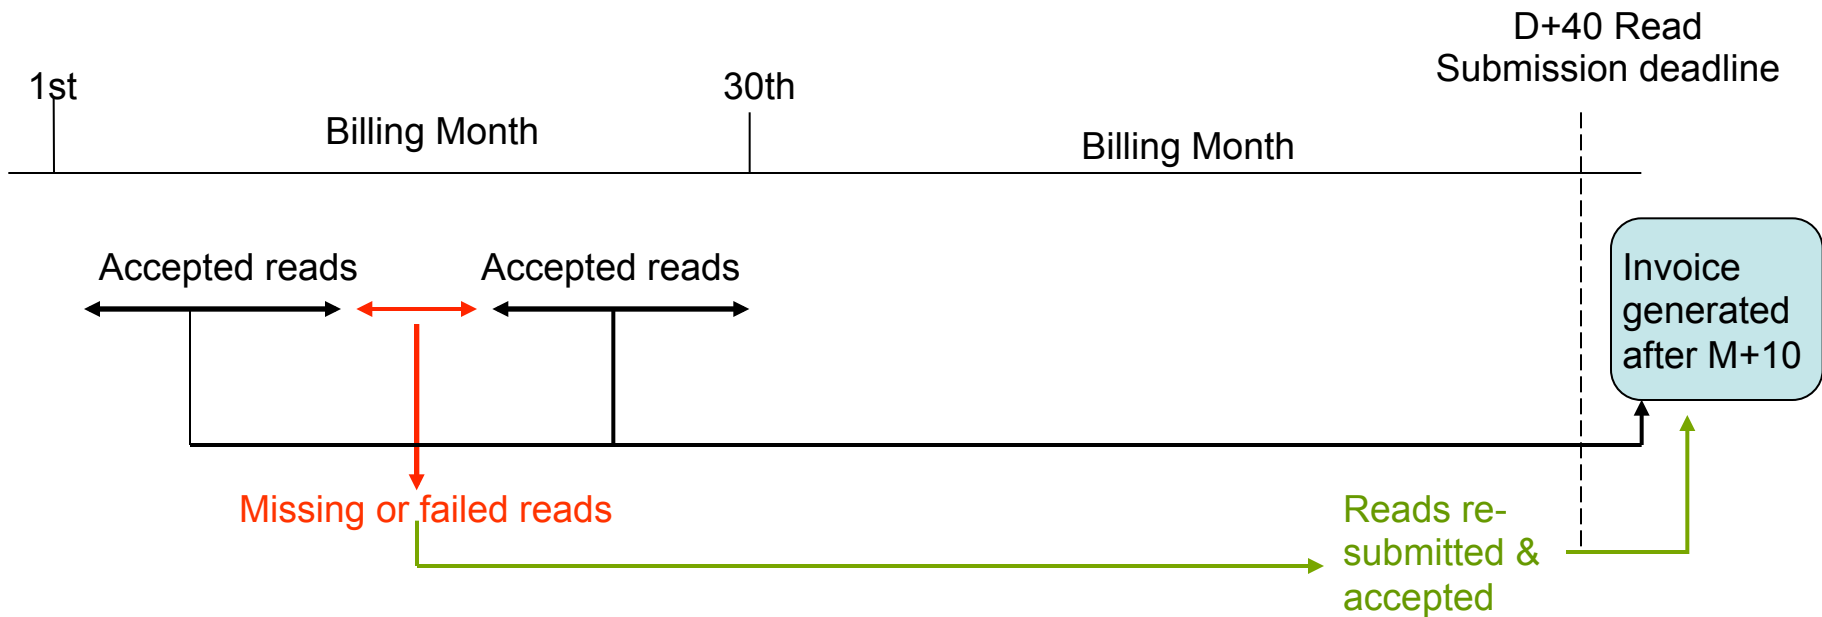 D+40 Read
Submission deadline
1st
30th
Billing Month
Billing Month
Accepted reads
Accepted reads
Invoice
generated
after M+10
Missing or failed reads
Reads re-
submitted &
accepted